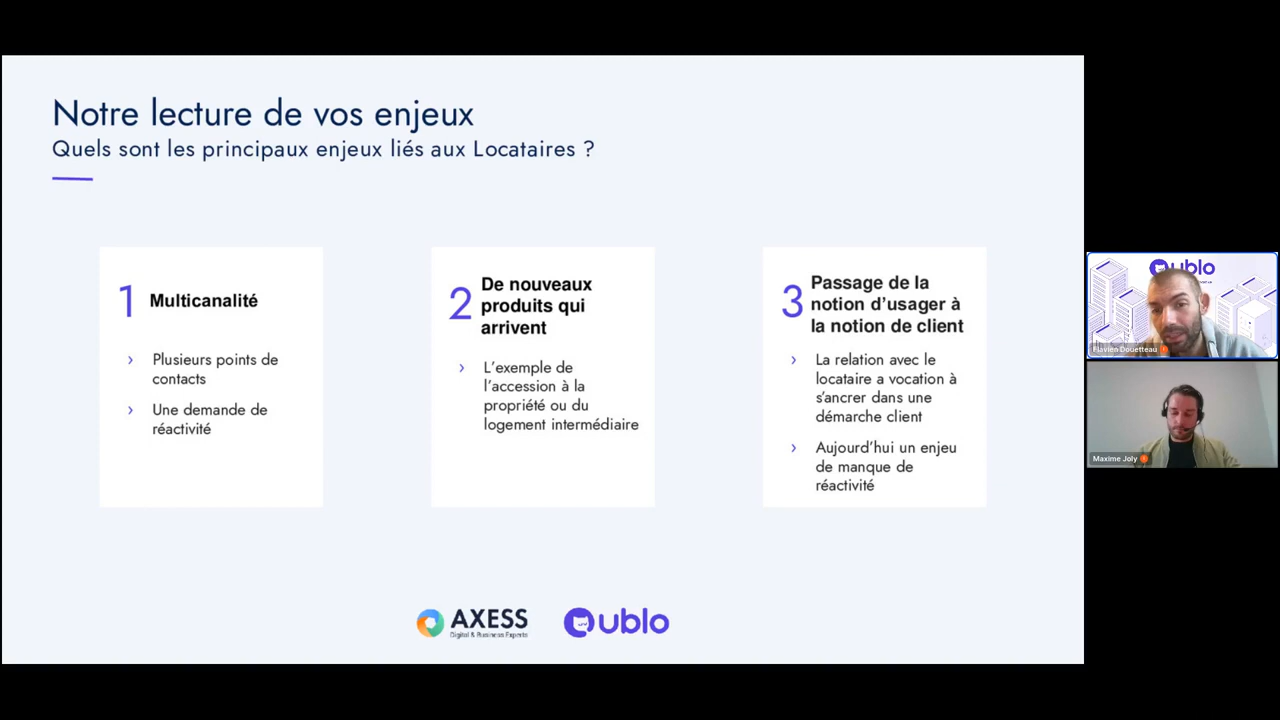 Notre lecture de vos enjeux
Quels sont les principaux enjeux liés aux Locataires ?
1
Multicanalité
› Plusieurs points de
contacts
› Une demande de
réactivité
2
De nouveaux
produits qui
arrivent
› L’exemple de
l’accession à la
propriété ou du
logement intermédiaire
3
Passage de la
notion d’usager à
la notion de client
› La relation avec le
locataire a vocation à
s’ancrer dans une
démarche client
› Aujourd’hui un enjeu
de manque de
réactivité
AXESS
Digital & Business Experts
ublo
ublo
Flavien Douetteau
Maxime Joly